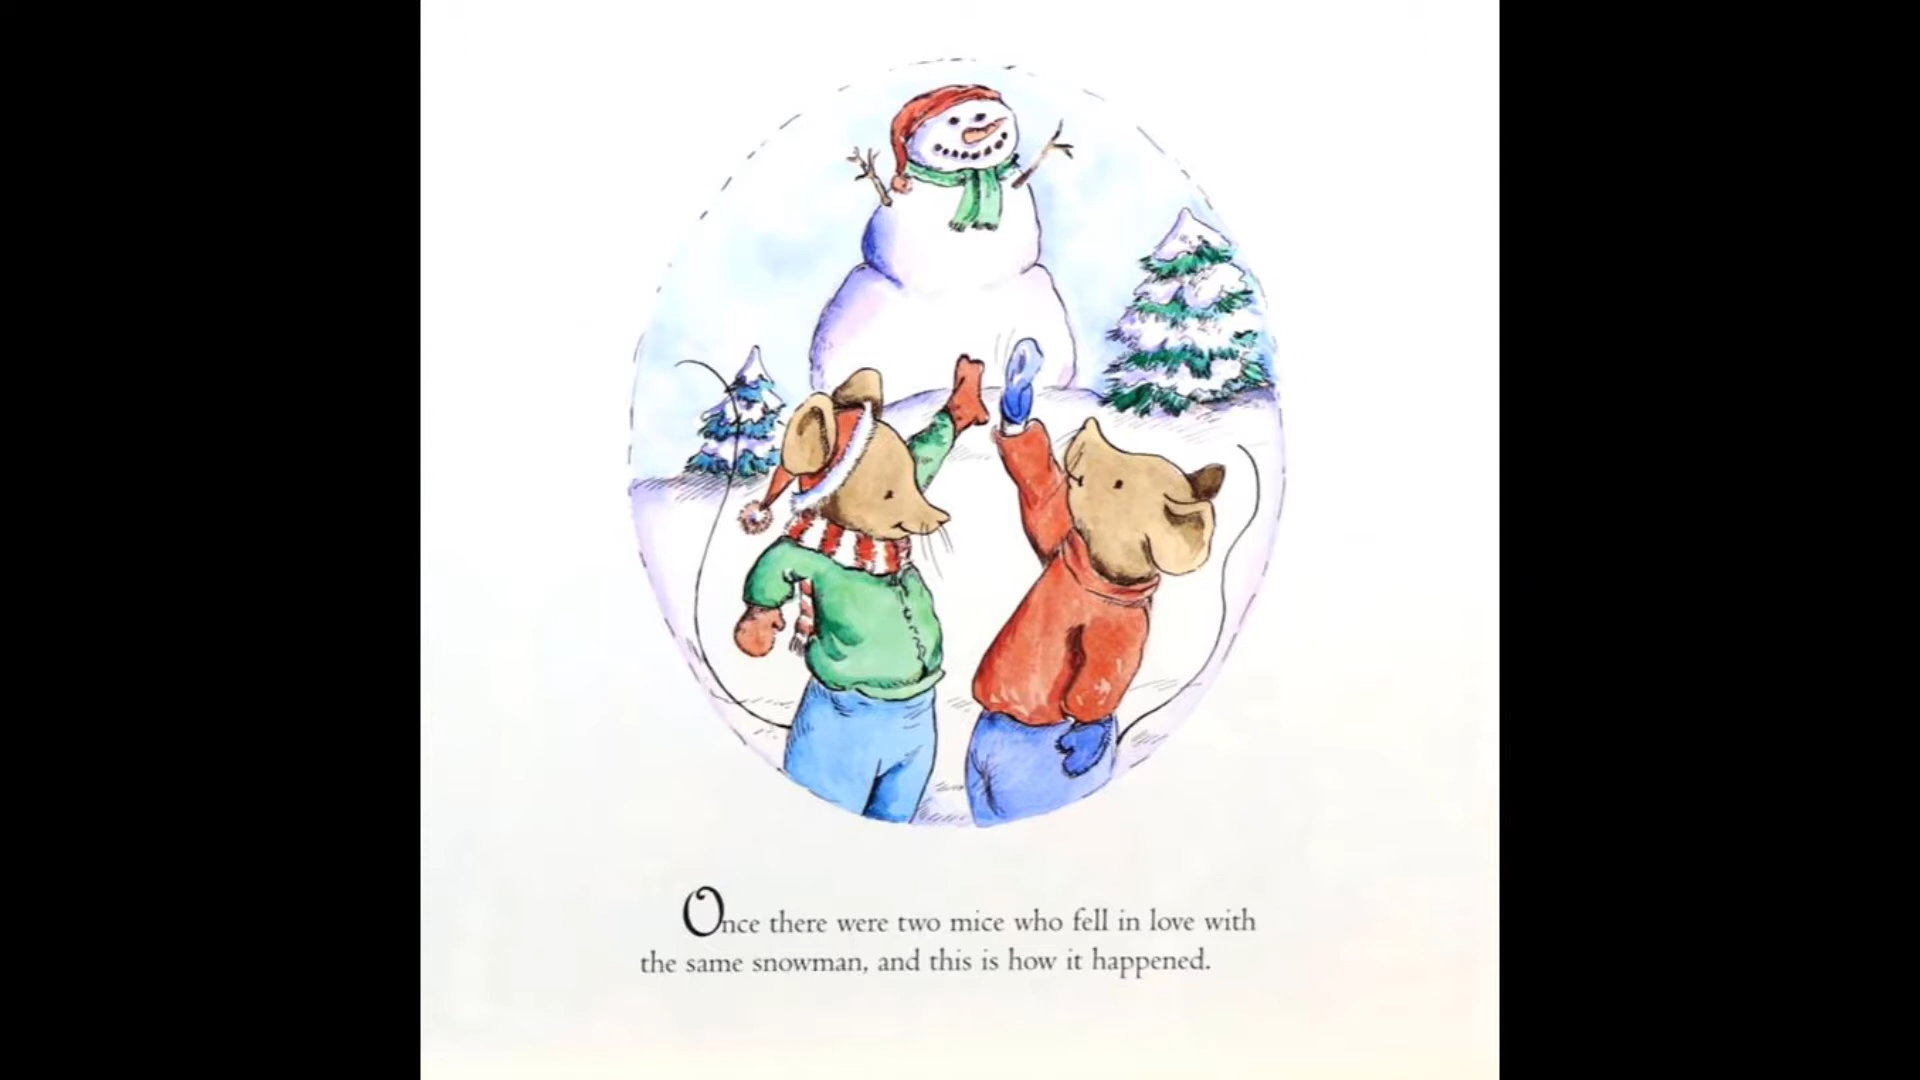 Once there were two mice who fell in love with
the same snowman, and this is how it happened.